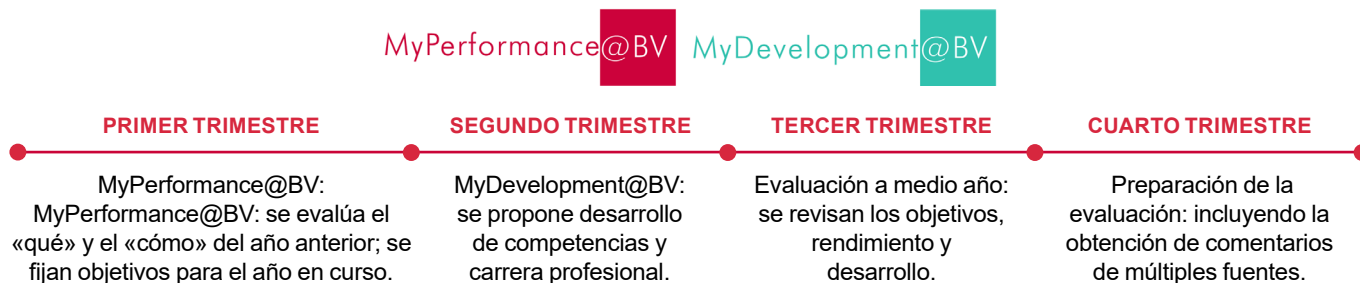 MyPerformance@BV MyDevelopment@BV
PRIMER TRIMESTRE
MyPerformance@BV:
MyPerformance@BV: se evalúa el
«qué» y el «cómo» del año anterior; se
fijan objetivos para el año en curso.
SEGUNDO TRIMESTRE
MyDevelopment@BV:
se propone desarrollo
de competencias y
carrera profesional.
TERCER TRIMESTRE
Evaluación a medio año:
se revisan los objetivos,
rendimiento y
desarrollo.
CUARTO TRIMESTRE
Preparación de la
evaluación: incluyendo la
obtención de comentarios
de múltiples fuentes.